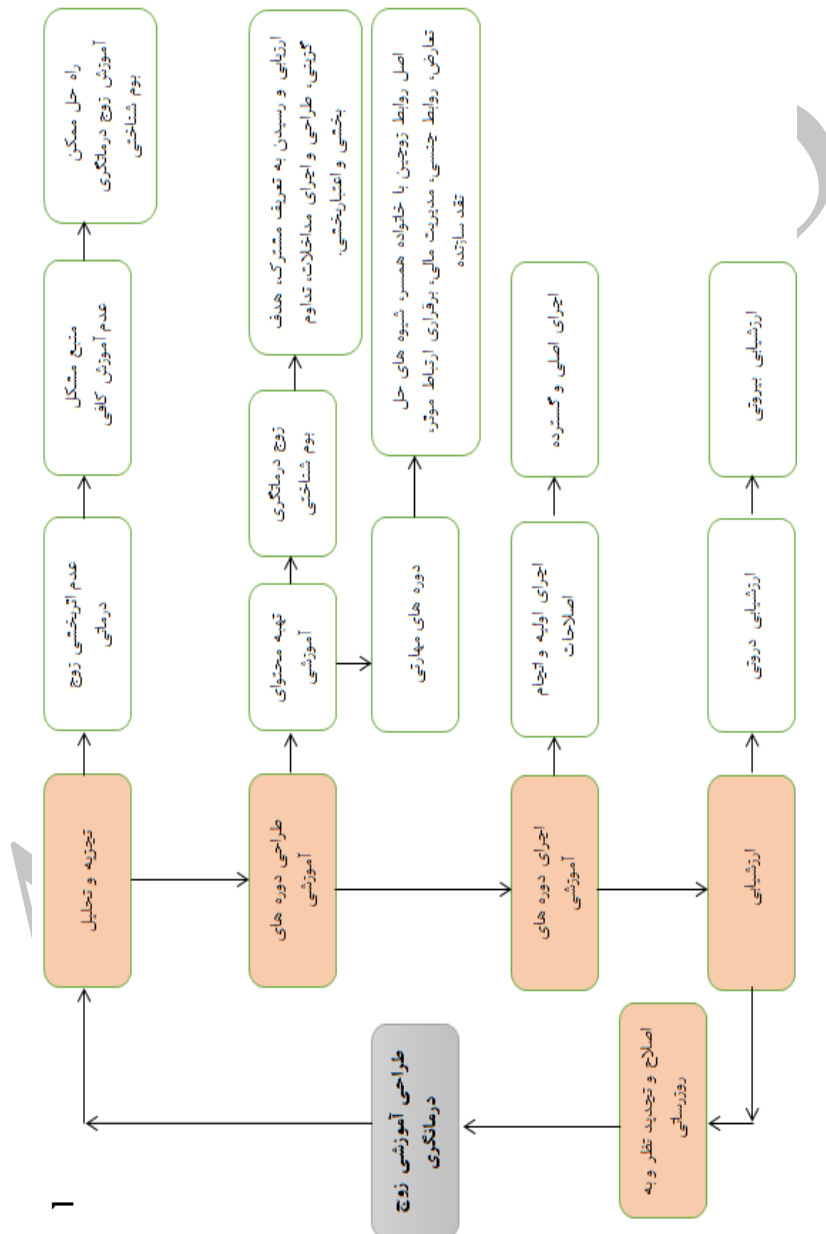 طراحی آموزشی زوج
درمانگری
تجزیه و تحلیل
عدم اثربخشی زوج
درمانی
منبع مشکل
عدم آموزش کافی
راه حل ممکن
آموزش زوج درمانگری
بوم شناختی
طراحی دوره های
آموزشی
تهیه محتوای
آموزشی
زوج درمانگری
بوم شناختی
ارزیابی و رسیدن به تعریف مشترک، هدف
گزینی، طراحی و اجرای مداخلات، تداوم
بخشی و اعتباربخشی.
دوره های مهارتی
اصل روابط زوجین با خانواده همسر، شیوه های حل
تعارض، روابط جنسی، مدیریت مالی، برقراری ارتباط موثر،
نقد سازنده
اجرای دوره های
آموزشی
اجرای اولیه و انجام
اصلاحات
اجرای اصلی و گسترده
ارزشیابی
ارزشیابی درونی
ارزشیابی بیرونی
اصلاح و تجدید نظر و به
روزرسانی